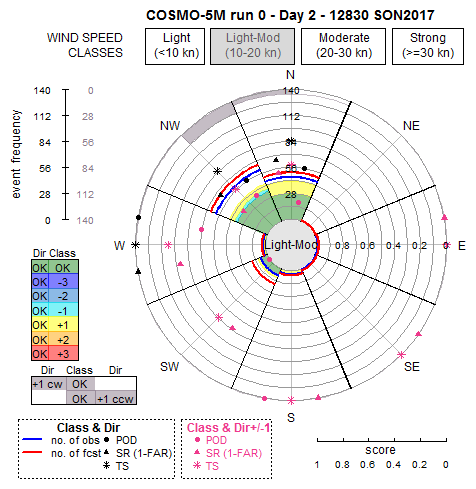 COSMO-5M run 0 - Day 2 - 12830 SON2017
WIND SPEED
CLASSES
Light
(<10 kn)
Light-Mod
(10-20 kn)
Moderate
(20-30 kn)
Strong
(>=30 kn)
N
140 0
112 28
84 56
56 84
28 112
0 140
event frequency
NW
NE
140
112
84
56
28
W
Light-Mod
0.8 0.6 0.4 0.2 0
E
SW
SE
S
Dir Class
OK OK
OK -3
OK -2
OK -1
OK +1
OK +2
OK +3
Dir Class Dir
+1 cw OK
OK +1 ccw
Class & Dir
no. of obs POD
no. of fcst SR (1-FAR)
TS
Class & Dir+/-1
POD
SR (1-FAR)
TS
score
1 0.8 0.6 0.4 0.2 0